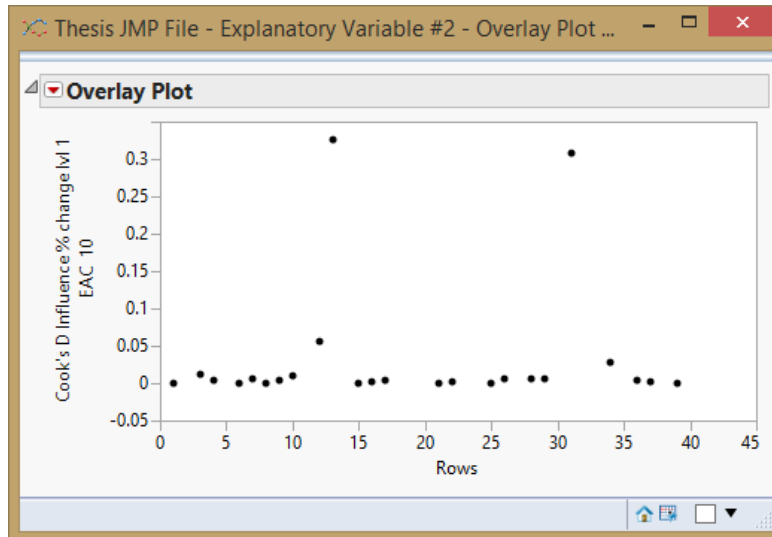 Thesis JMP File - Explanatory Variable #2 - Overlay Plot ...
Overlay Plot
Cook's D Influence % change lvl 1
EAC 10
0.3
0.25
0.2
0.15
0.1
0.05
0
-0.05
0 5 10 15 20 25 30 35 40 45
Rows